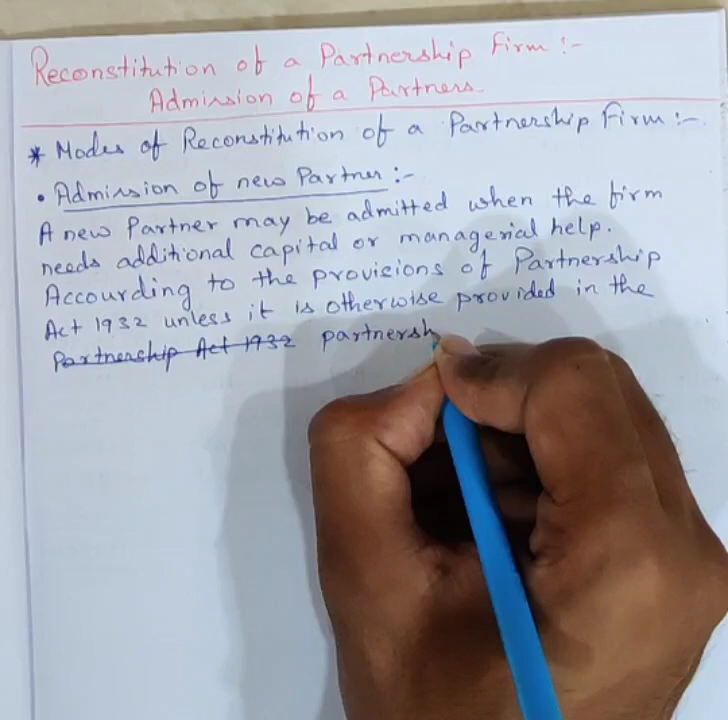 Reconstitution of a Partnership Firm :-
Admission of a Partners
* Modes of Reconstitution of a Partnership Firm :-
• Admission of new Partner :-
A new Partner may be admitted when the firm
needs additional capital or managerial help.
Accourding to the provisions of Partnership
Act 1932 unless it is otherwise provided in the
Partnership Act 1932 partnersh